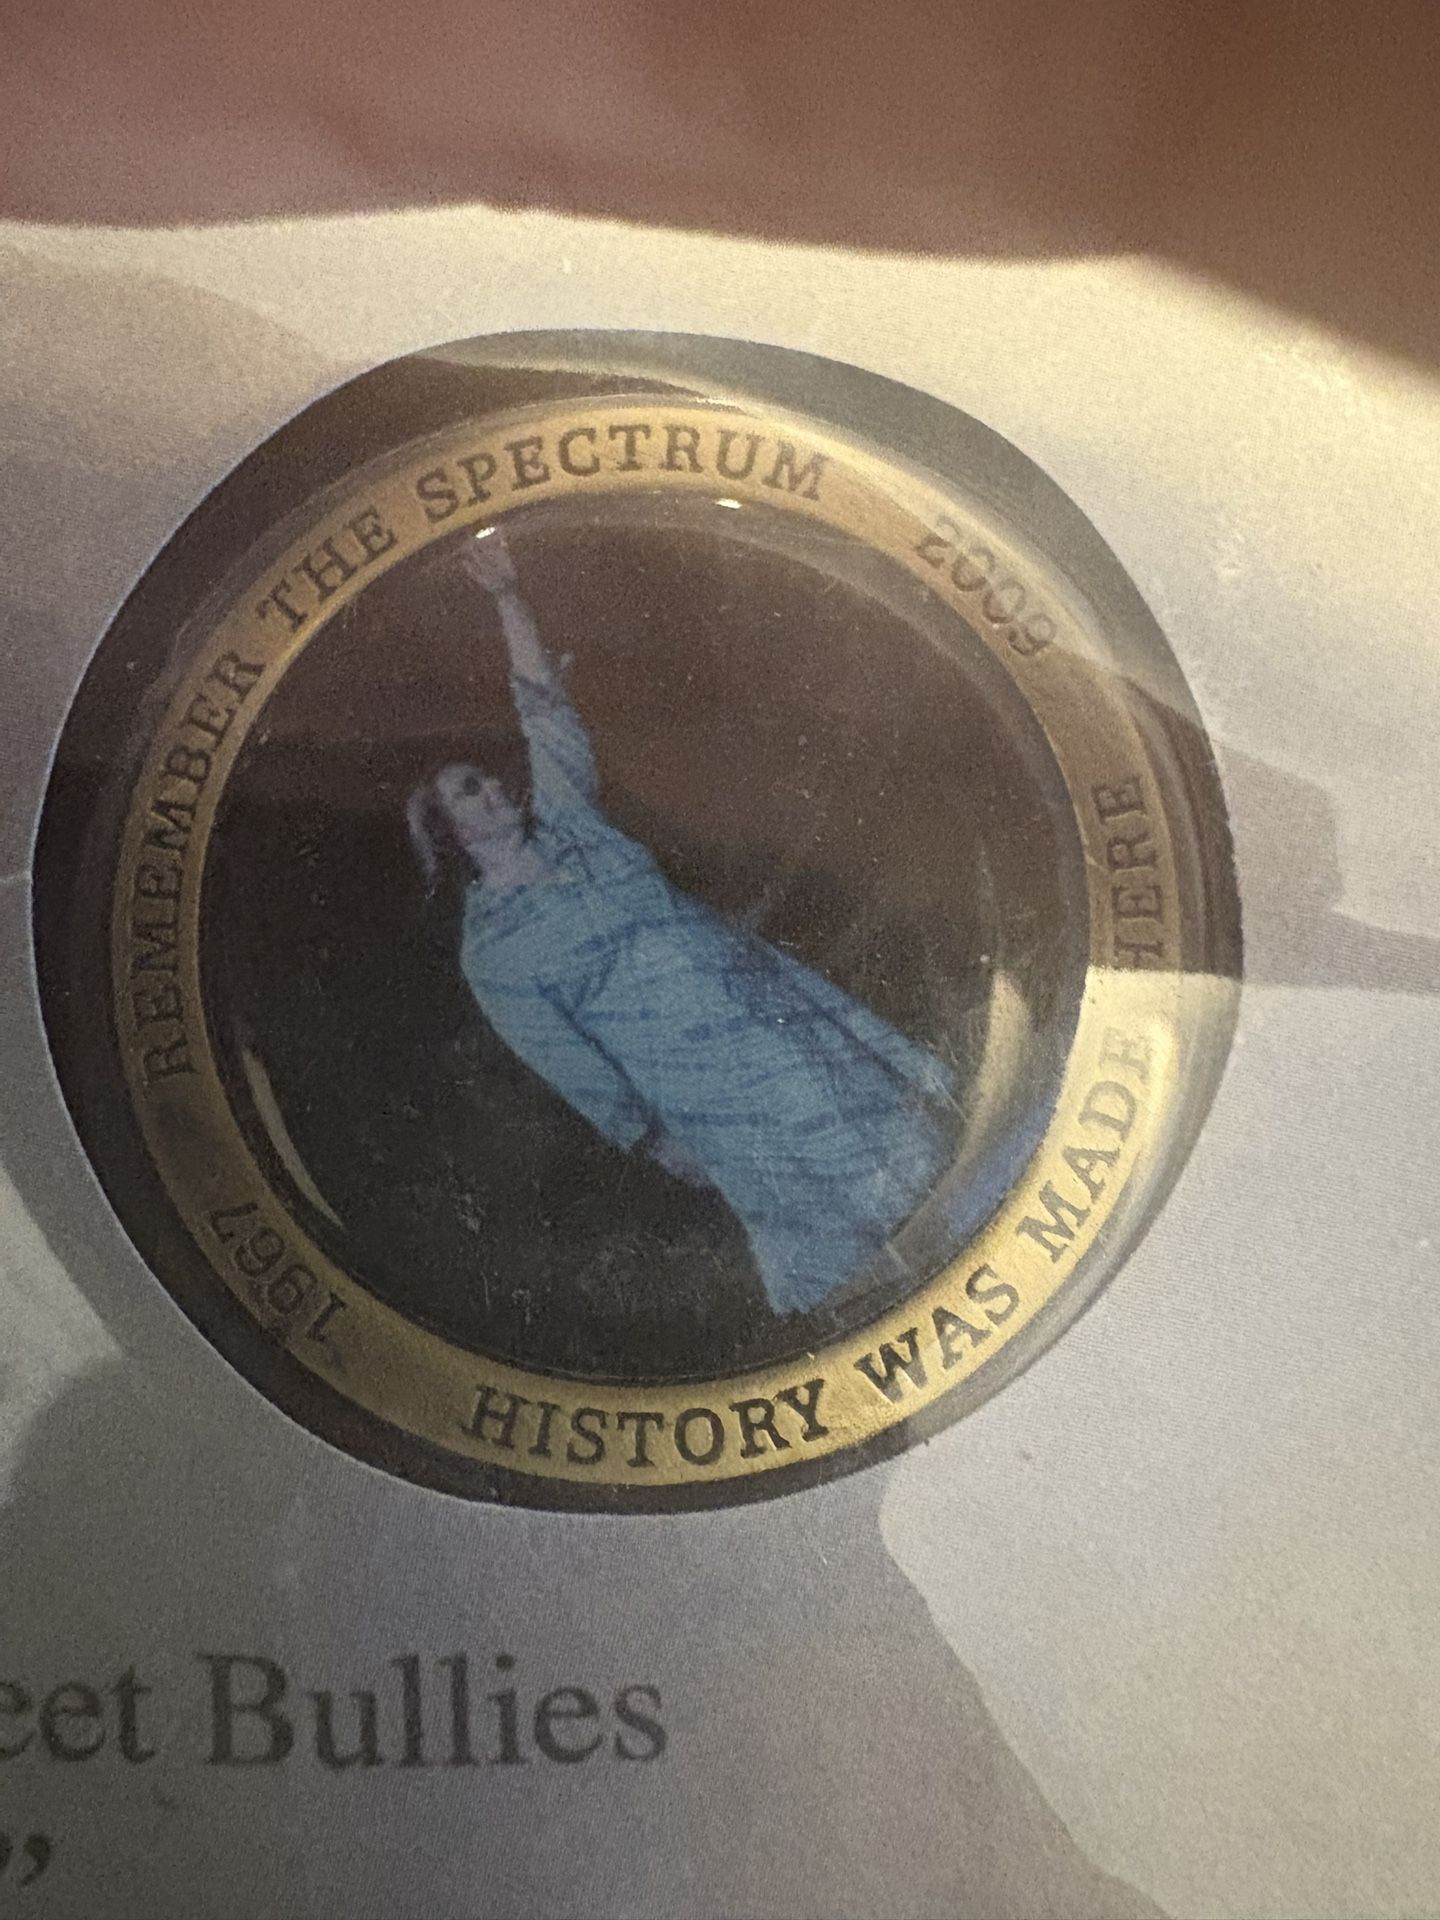 REMEMBER THE SPECTRUM
2009
1967
HISTORY WAS MADE HERE
eet Bullies
”